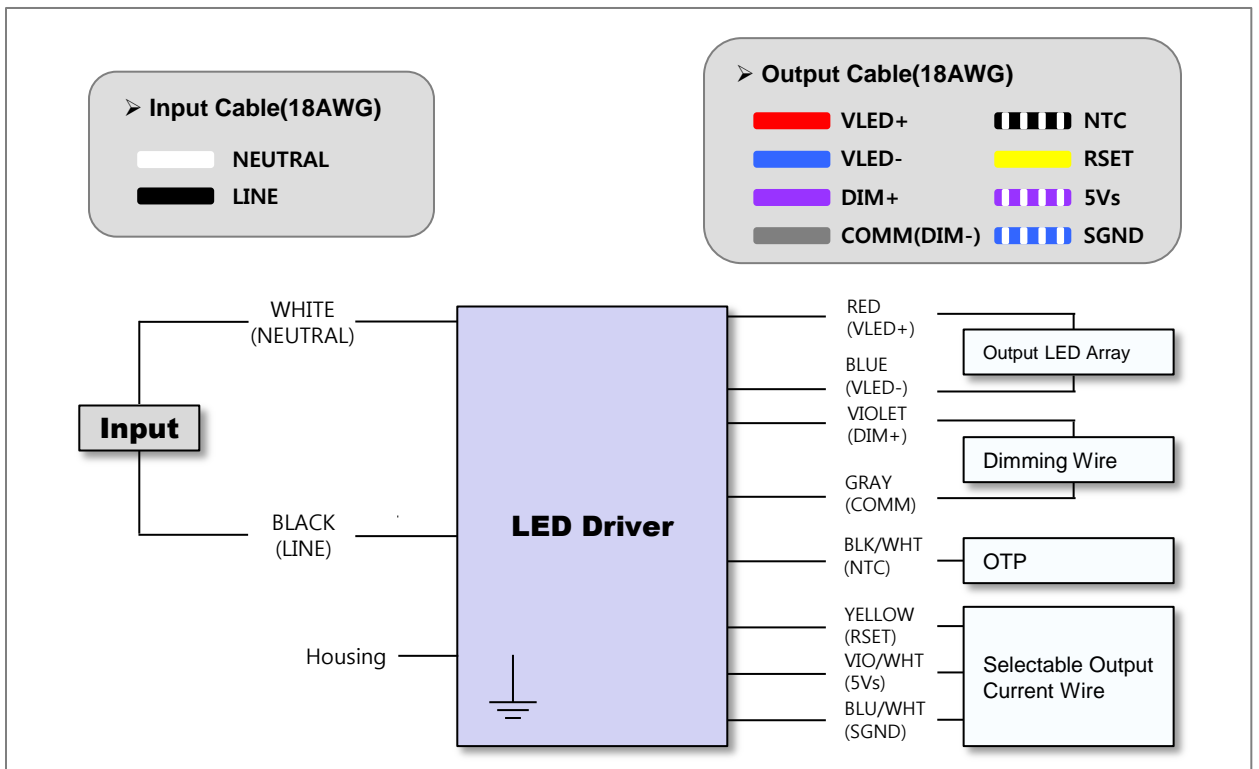 ➢ Input Cable(18AWG)
NEUTRAL
LINE
➢ Output Cable(18AWG)
VLED+
NTC
VLED-
RSET
DIM+
5Vs
COMM(DIM-)
SGND
WHITE
(NEUTRAL)
Input
BLACK
(LINE)
Housing
LED Driver
RED
(VLED+)
BLUE
(VLED-)
Output LED Array
VIOLET
(DIM+)
GRAY
(COMM)
Dimming Wire
BLK/WHT
(NTC)
OTP
YELLOW
(RSET)
VIO/WHT
(5Vs)
BLU/WHT
(SGND)
Selectable Output
Current Wire